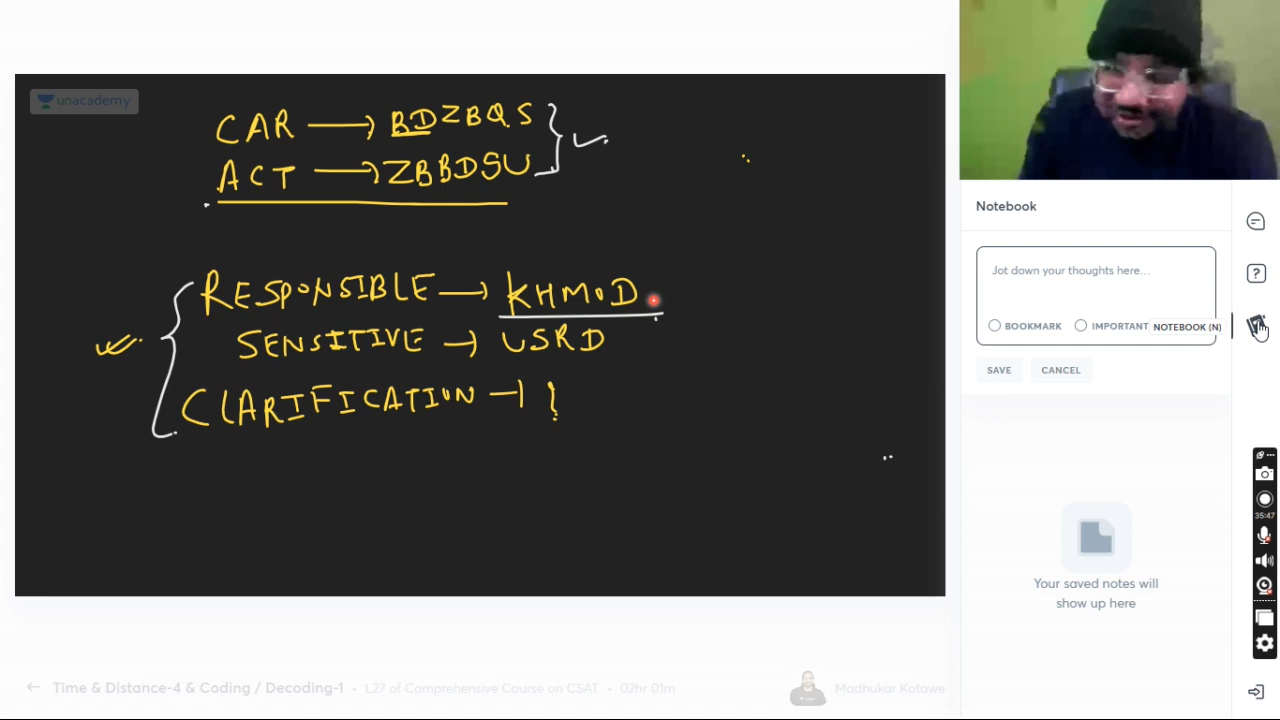 unacademy
CAR → BDZBQS
ACT → ZBBDSU
RESPONSIBLE → KHMOD
SENSITIVE → USRD
CLARIFICATION → ?
Notebook
Jot down your thoughts here...
BOOKMARK
IMPORTANT
NOTEBOOK (N)
SAVE
CANCEL
35:47
Your saved notes will
show up here
Time & Distance-4 & Coding / Decoding-1 • L27 of Comprehensive Course on CSAT • 02hr 01m
Madhukar Kotawe